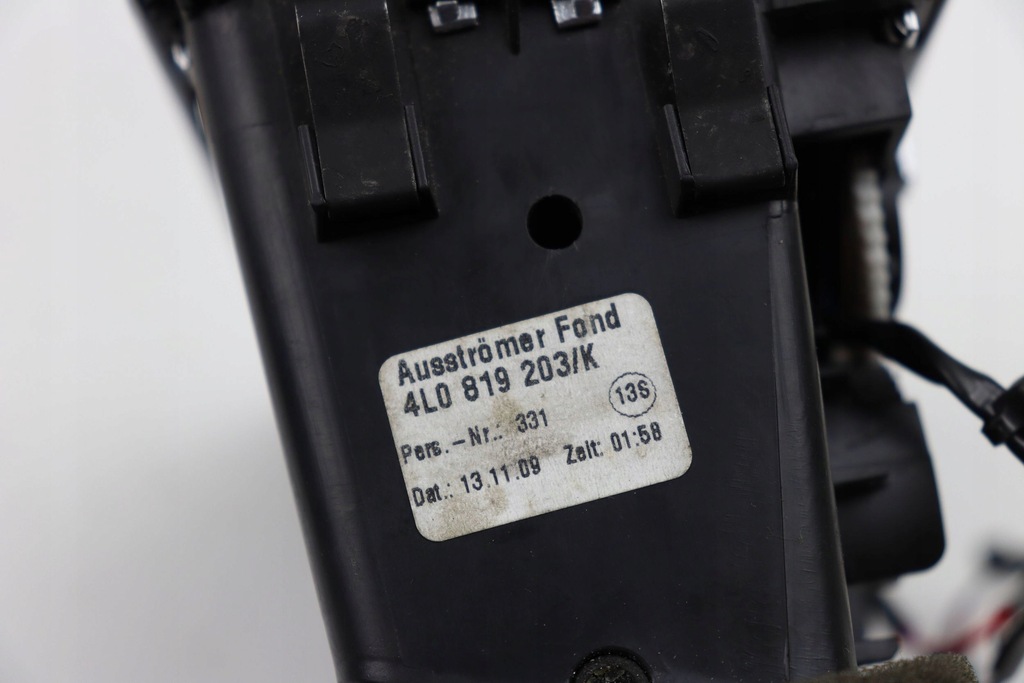 Ausströmer Fond
4L0 819 203/K
Pers.-Nr.: 331
13S
Dat.: 13.11.09 Zeit: 01:58